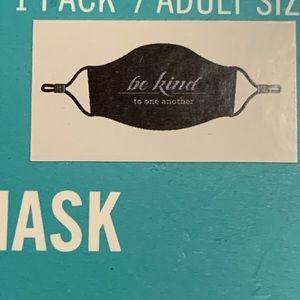 1 PACK / ADULT SIZ
be kind
to one another
MASK